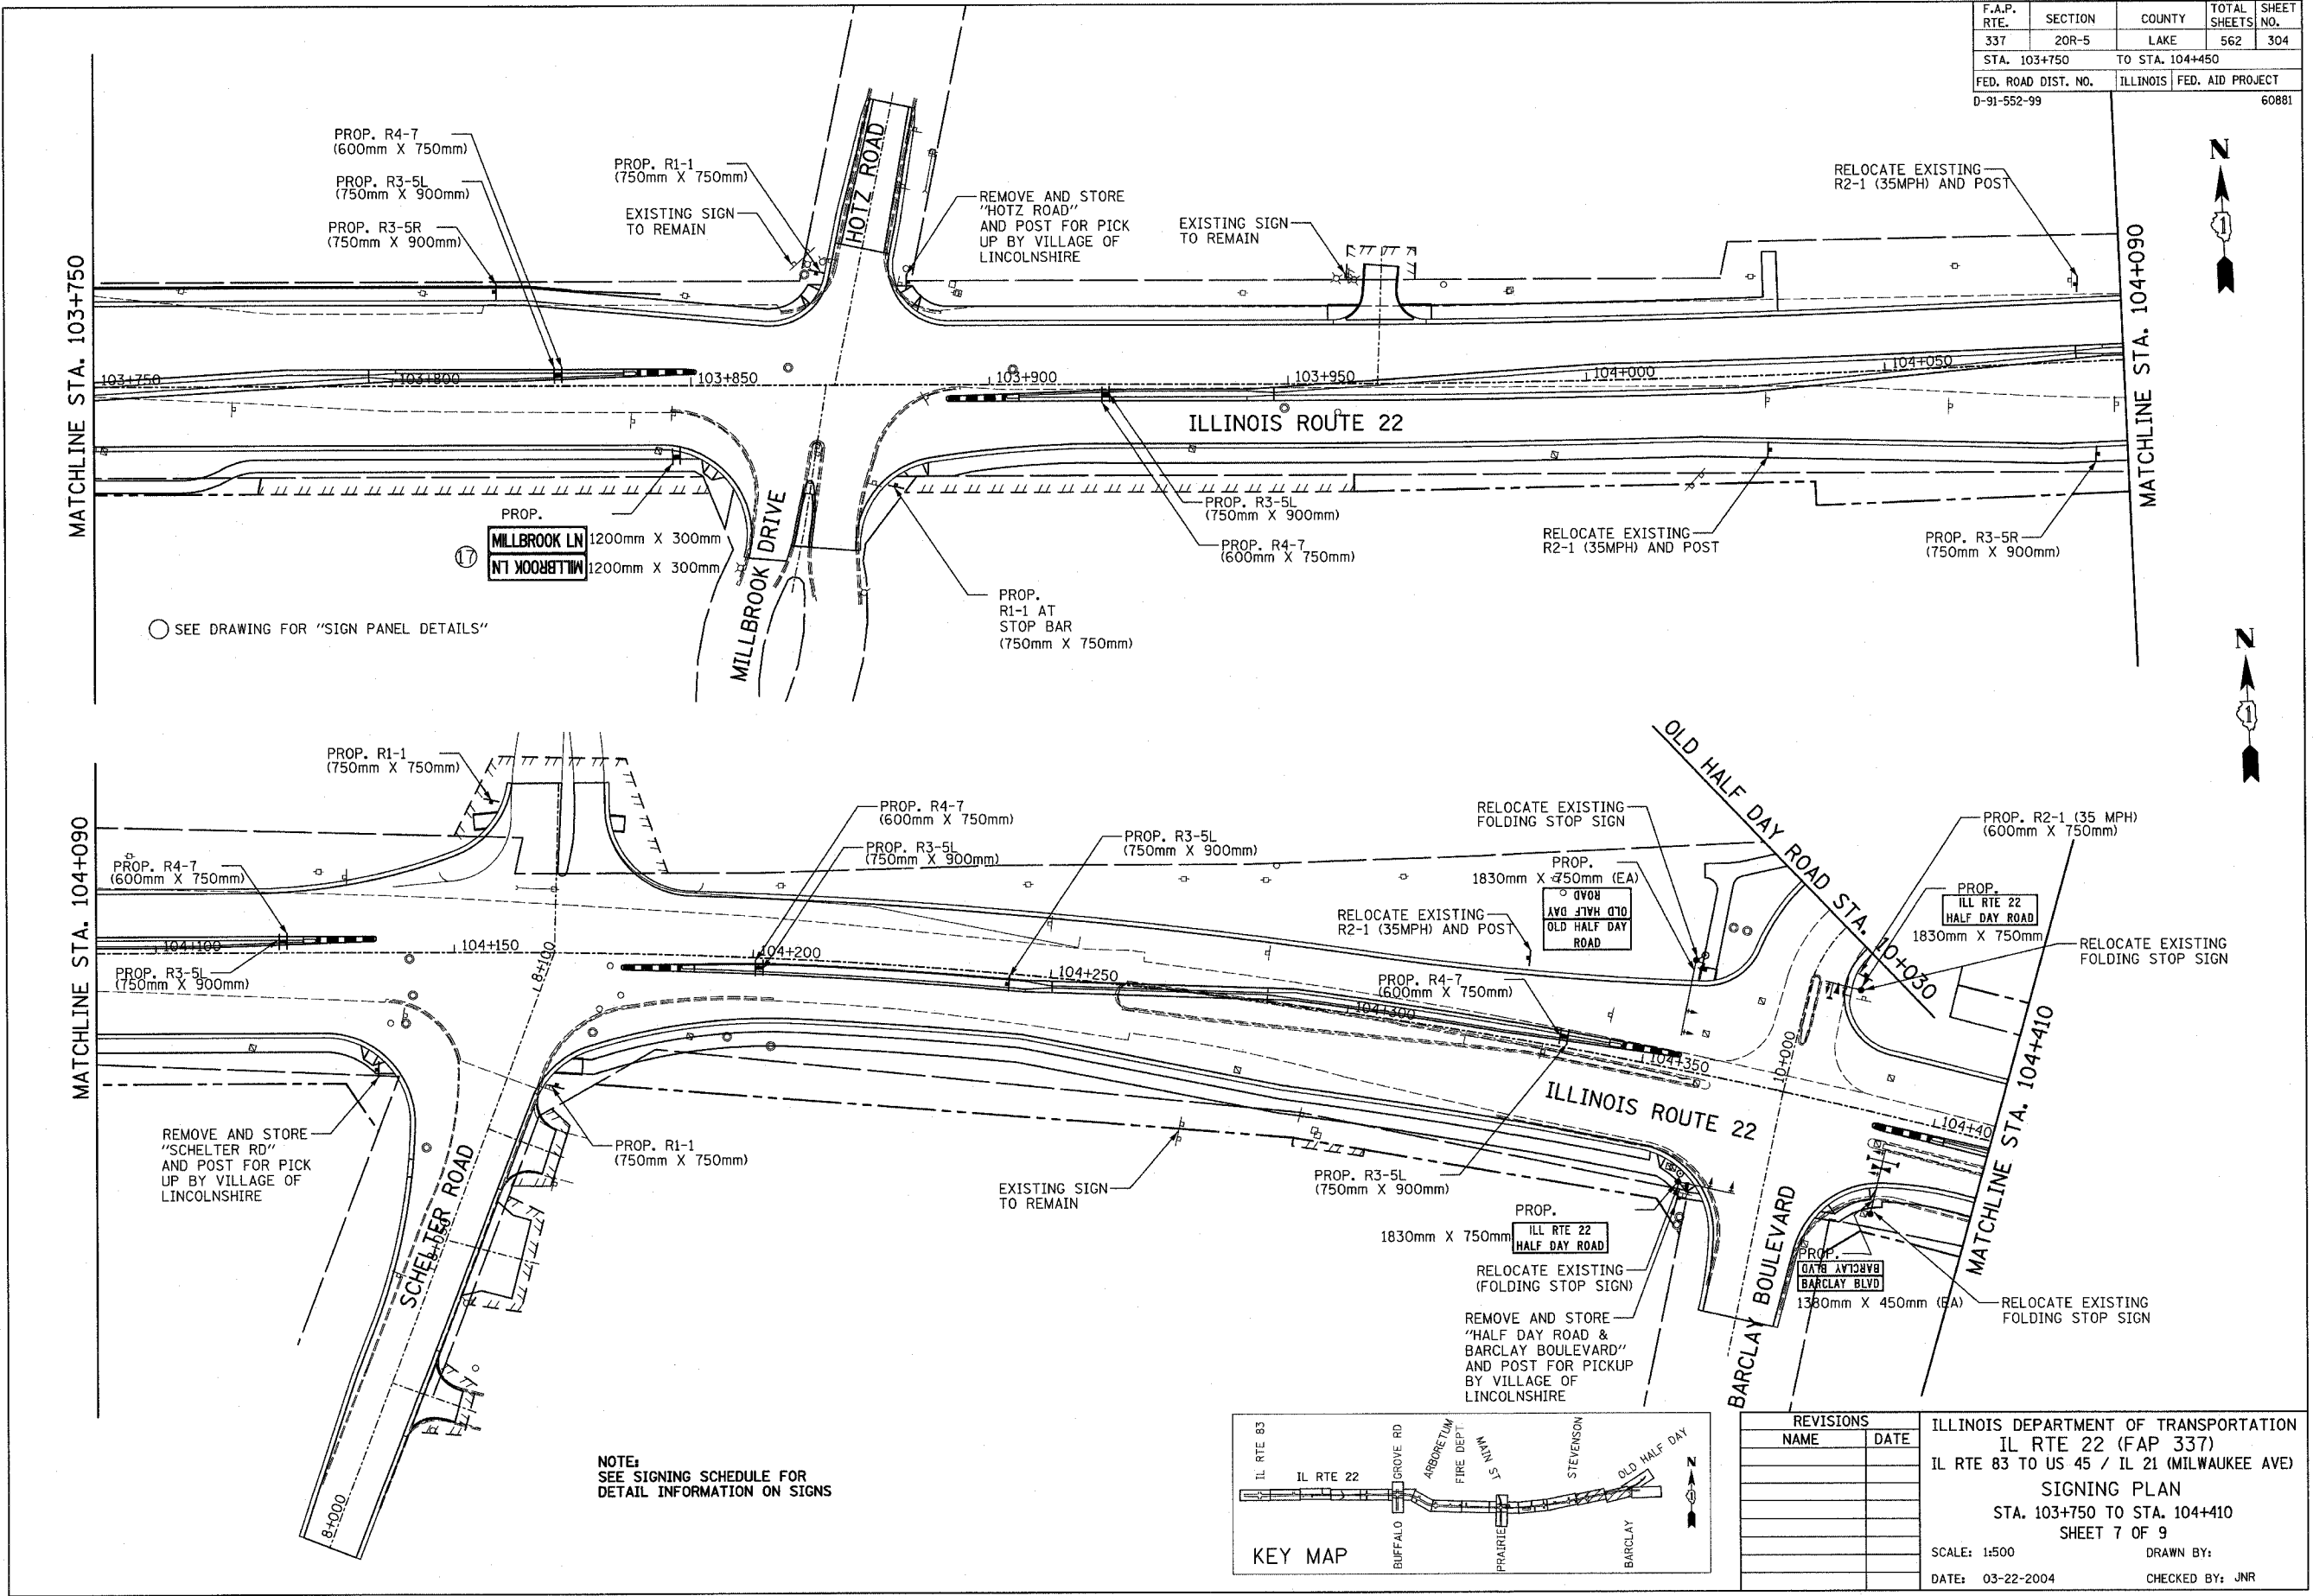 F.A.P. RTE. SECTION COUNTY TOTAL SHEETS SHEET NO.
337 20R-5 LAKE 562 304
STA. 103+750 TO STA. 104+450
FED. ROAD DIST. NO. ILLINOIS FED. AID PROJECT
D-91-552-99 60881
N
1
MATCHLINE STA. 103+750
PROP. R4-7
(600mm X 750mm)
PROP. R3-5L
(750mm X 900mm)
PROP. R3-5R
(750mm X 900mm)
PROP. R1-1
(750mm X 750mm)
EXISTING SIGN
TO REMAIN
HOTZ ROAD
REMOVE AND STORE
"HOTZ ROAD"
AND POST FOR PICK
UP BY VILLAGE OF
LINCOLNSHIRE
EXISTING SIGN
TO REMAIN
RELOCATE EXISTING
R2-1 (35MPH) AND POST
MATCHLINE STA. 104+090
103+750
103+800
103+850
103+900
103+950
104+000
104+050
ILLINOIS ROUTE 22
PROP.
17
MILLBROOK LN 1200mm X 300mm
MILLBROOK LN 1200mm X 300mm
MILLBROOK DRIVE
PROP. R3-5L
(750mm X 900mm)
PROP. R4-7
(600mm X 750mm)
RELOCATE EXISTING
R2-1 (35MPH) AND POST
PROP. R3-5R
(750mm X 900mm)
PROP.
R1-1 AT
STOP BAR
(750mm X 750mm)
SEE DRAWING FOR "SIGN PANEL DETAILS"
N
1
MATCHLINE STA. 104+090
PROP. R1-1
(750mm X 750mm)
PROP. R4-7
(600mm X 750mm)
PROP. R3-5L
(750mm X 900mm)
PROP. R4-7
(600mm X 750mm)
PROP. R3-5L
(750mm X 900mm)
PROP. R3-5L
(750mm X 900mm)
RELOCATE EXISTING
FOLDING STOP SIGN
PROP.
1830mm X 750mm (EA)
OLD HALF DAY
ROAD
OLD HALF DAY
ROAD
RELOCATE EXISTING
R2-1 (35MPH) AND POST
PROP. R4-7
(600mm X 750mm)
OLD HALF DAY ROAD STA. 10+030
PROP. R2-1 (35 MPH)
(600mm X 750mm)
PROP.
ILL RTE 22
HALF DAY ROAD
1830mm X 750mm
RELOCATE EXISTING
FOLDING STOP SIGN
104+100
104+150
104+200
104+250
104+300
104+350
104+40
8+100
8+050
8+000
10+000
ILLINOIS ROUTE 22
MATCHLINE STA. 104+410
REMOVE AND STORE
"SCHELTER RD"
AND POST FOR PICK
UP BY VILLAGE OF
LINCOLNSHIRE
SCHELTER ROAD
PROP. R1-1
(750mm X 750mm)
EXISTING SIGN
TO REMAIN
PROP. R3-5L
(750mm X 900mm)
PROP.
1830mm X 750mm
ILL RTE 22
HALF DAY ROAD
RELOCATE EXISTING
(FOLDING STOP SIGN)
REMOVE AND STORE
"HALF DAY ROAD &
BARCLAY BOULEVARD"
AND POST FOR PICKUP
BY VILLAGE OF
LINCOLNSHIRE
BARCLAY BOULEVARD
PROP.
BARCLAY BLVD
BARCLAY BLVD
1380mm X 450mm (EA)
RELOCATE EXISTING
FOLDING STOP SIGN
MATCHLINE STA. 104+410
NOTE:
SEE SIGNING SCHEDULE FOR
DETAIL INFORMATION ON SIGNS
IL RTE 83
IL RTE 22
GROVE RD
BUFFALO
ARBORETUM
FIRE DEPT.
MAIN ST
PRAIRIE
STEVENSON
OLD HALF DAY
BARCLAY
N
KEY MAP
REVISIONS
NAME DATE
ILLINOIS DEPARTMENT OF TRANSPORTATION
IL RTE 22 (FAP 337)
IL RTE 83 TO US 45 / IL 21 (MILWAUKEE AVE)
SIGNING PLAN
STA. 103+750 TO STA. 104+410
SHEET 7 OF 9
SCALE: 1:500 DRAWN BY:
DATE: 03-22-2004 CHECKED BY: JNR